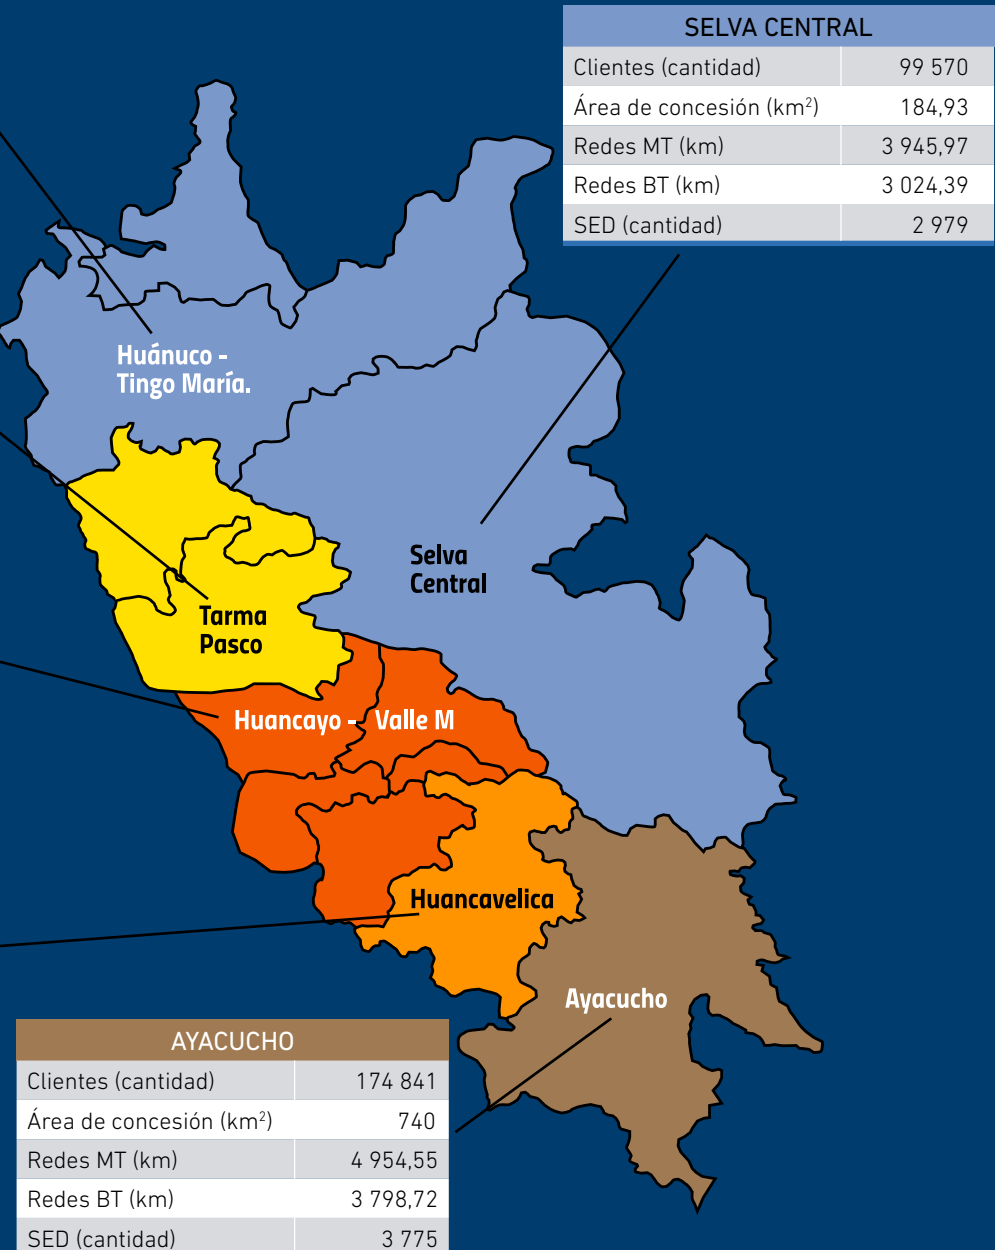 SELVA CENTRAL
Clientes (cantidad) 99 570
Área de concesión (km²) 184,93
Redes MT (km) 3 945,97
Redes BT (km) 3 024,39
SED (cantidad) 2 979
Huánuco -
Tingo María.
Selva
Central
Tarma
Pasco
Huancayo - Valle M
Huancavelica
Ayacucho
AYACUCHO
Clientes (cantidad) 174 841
Área de concesión (km²) 740
Redes MT (km) 4 954,55
Redes BT (km) 3 798,72
SED (cantidad) 3 775